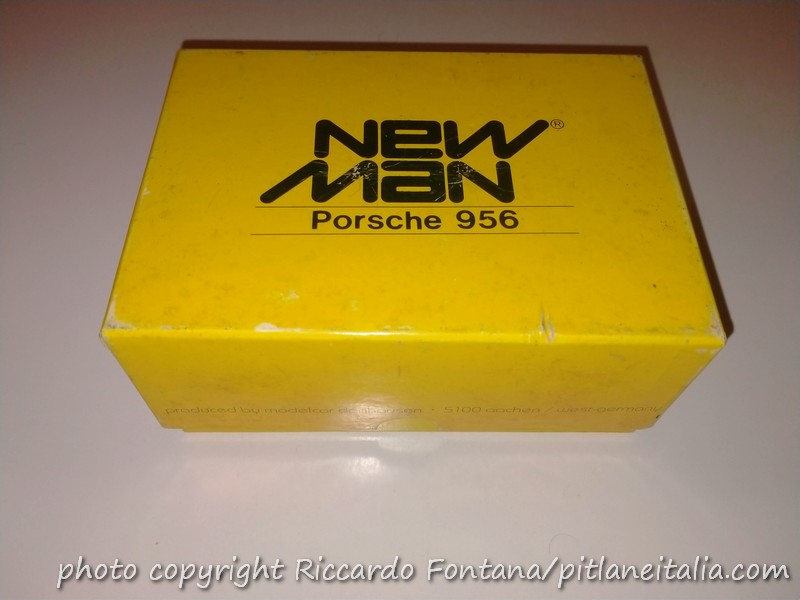 New
Man®
Porsche 956
produced by modelcar · 5100 aachen / west-germany
photo copyright Riccardo Fontana/pitlaneitalia.com